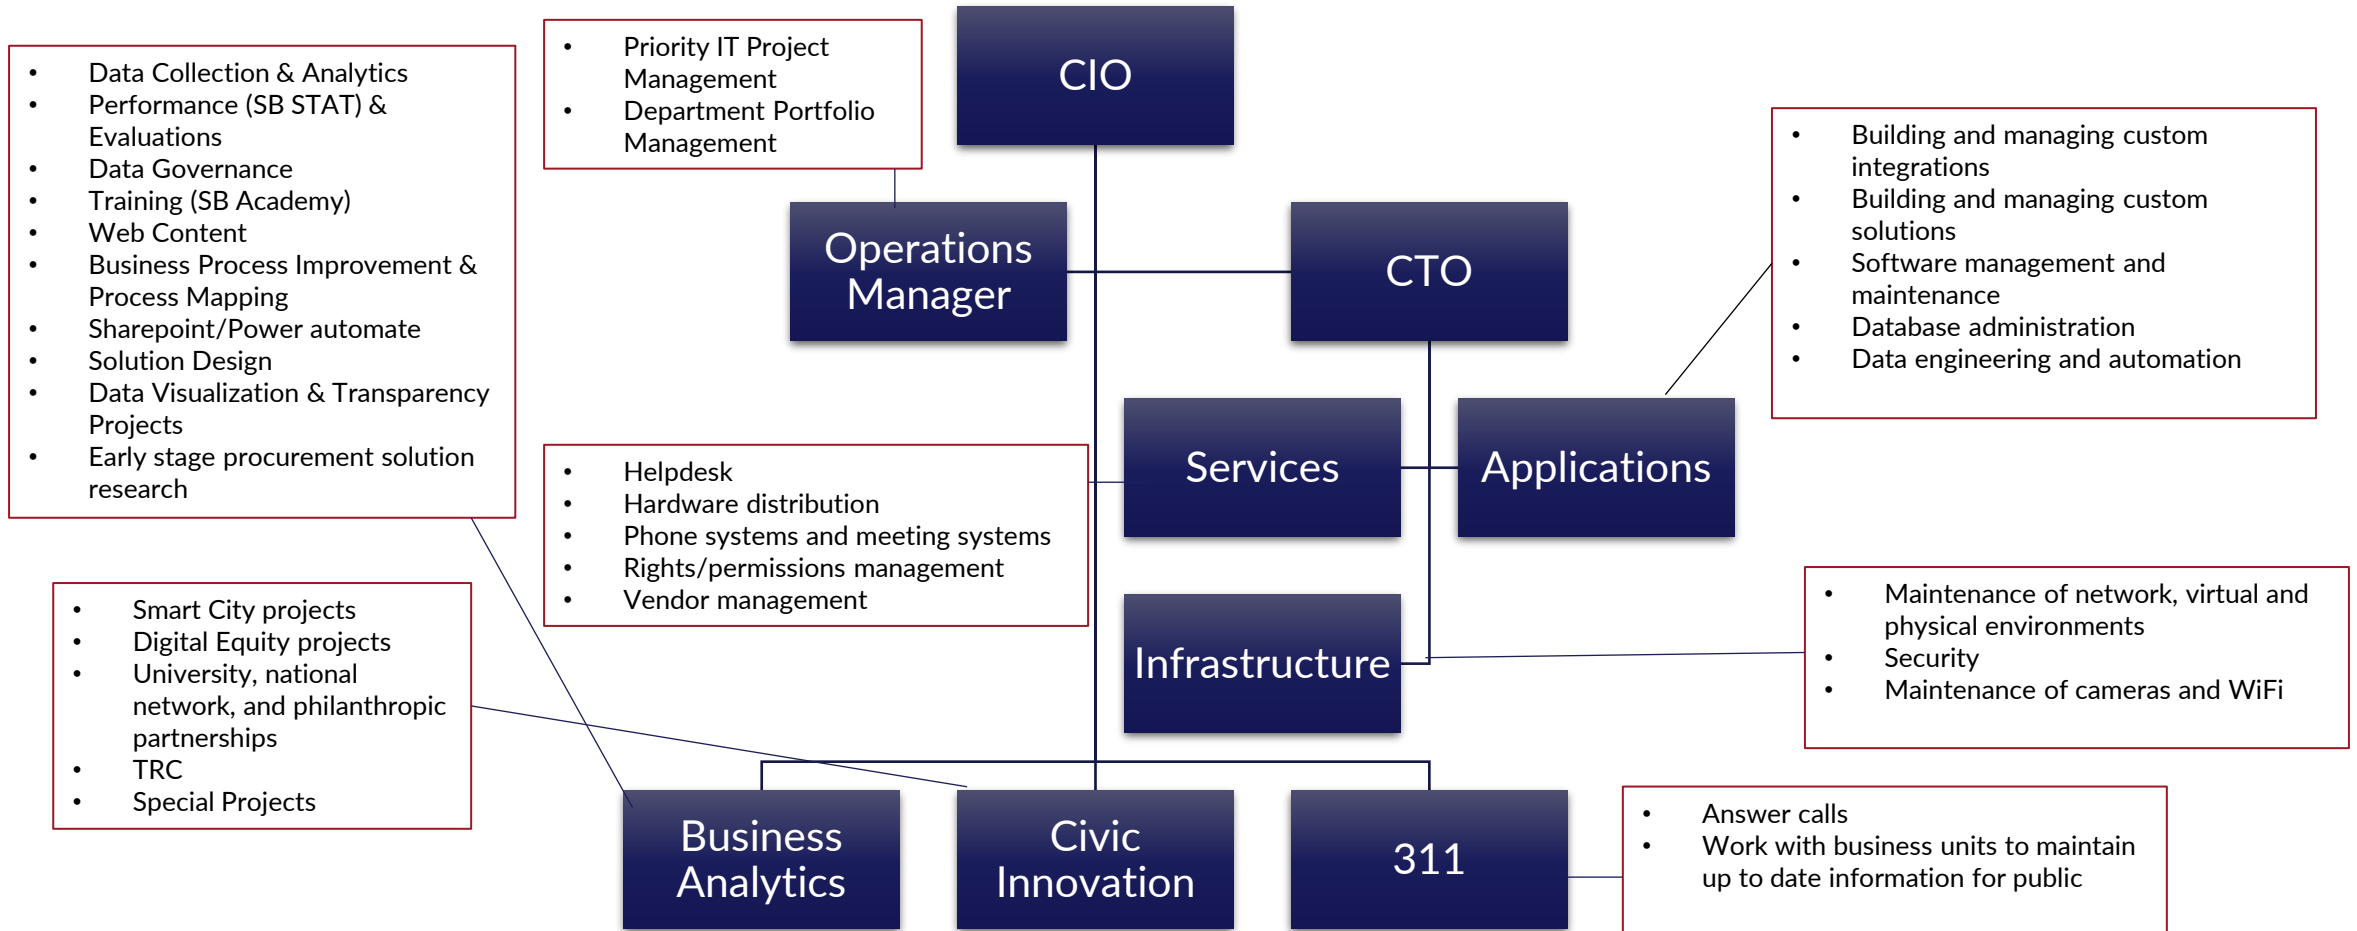 • Data Collection & Analytics
• Performance (SB STAT) &
Evaluations
• Data Governance
• Training (SB Academy)
• Web Content
• Business Process Improvement &
Process Mapping
• Sharepoint/Power automate
• Solution Design
• Data Visualization & Transparency
Projects
• Early stage procurement solution
research
• Priority IT Project
Management
• Department Portfolio
Management
CIO
Operations
Manager
CTO
• Building and managing custom
integrations
• Building and managing custom
solutions
• Software management and
maintenance
• Database administration
• Data engineering and automation
• Helpdesk
• Hardware distribution
• Phone systems and meeting systems
• Rights/permissions management
• Vendor management
Services
Applications
Infrastructure
• Maintenance of network, virtual and
physical environments
• Security
• Maintenance of cameras and WiFi
• Smart City projects
• Digital Equity projects
• University, national
network, and philanthropic
partnerships
• TRC
• Special Projects
Business
Analytics
Civic
Innovation
311
• Answer calls
• Work with business units to maintain
up to date information for public